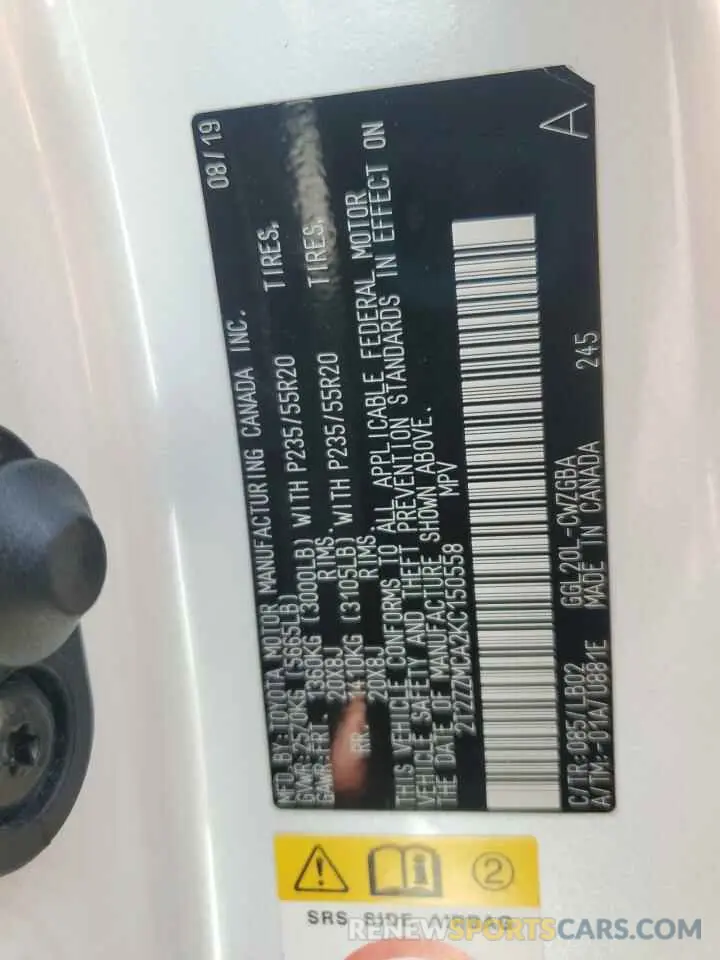 08/19
MFD.BY:TOYOTA MOTOR MANUFACTURING CANADA INC.
GVWR:2570KG (5665LB)
GAWR:FRT. 1360KG (3000LB) WITH P235/55R20 TIRES,
20X8J RIMS.
RR. 1410KG (3105LB) WITH P235/55R20 TIRES,
20X8J RIMS.
THIS VEHICLE CONFORMS TO ALL APPLICABLE FEDERAL MOTOR
VEHICLE SAFETY AND THEFT PREVENTION STANDARDS IN EFFECT ON
THE DATE OF MANUFACTURE SHOWN ABOVE.
2T2ZZMCA2KC150558 MPV
C/TR:085/LB02 GGL20L-CWZGBA
A/TM:-01A/0881E MADE IN CANADA 245
A
2
SRS SIDE AIRBAG
RENEWSPORTSCARS.COM